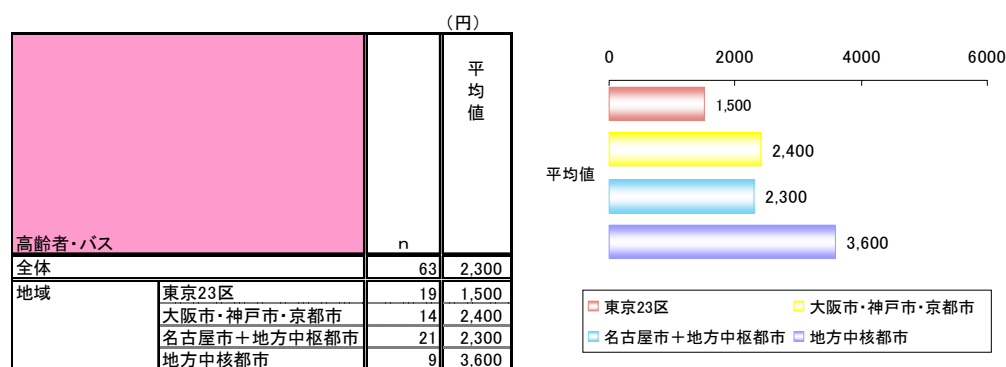 (円)
高齢者・バス n 平均値
全体 63 2,300
地域 東京23区 19 1,500
大阪市・神戸市・京都市 14 2,400
名古屋市＋地方中枢都市 21 2,300
地方中核都市 9 3,600
0 2000 4000 6000
1,500
2,400
平均値
2,300
3,600
東京23区 大阪市・神戸市・京都市
名古屋市＋地方中枢都市 地方中核都市